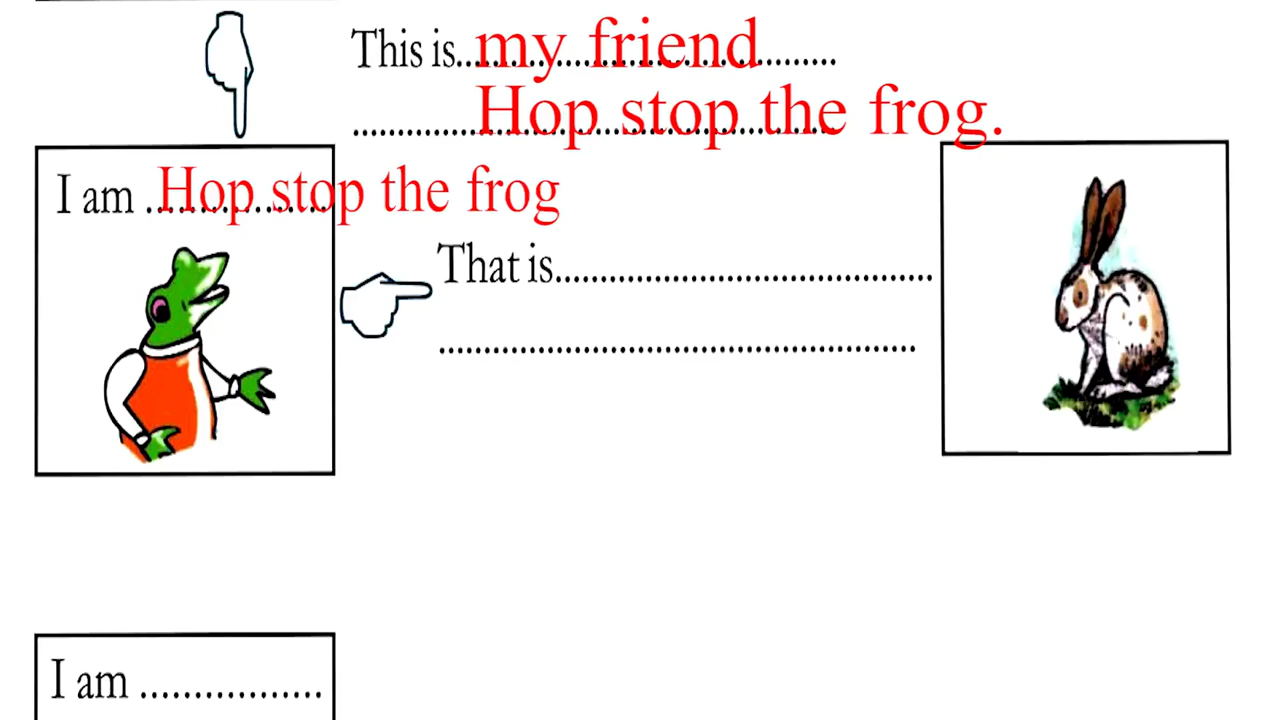 This is..my friend..........
Hop stop the frog.
I am .Hop stop the frog
That is..........................................
.....................................................
I am ....................